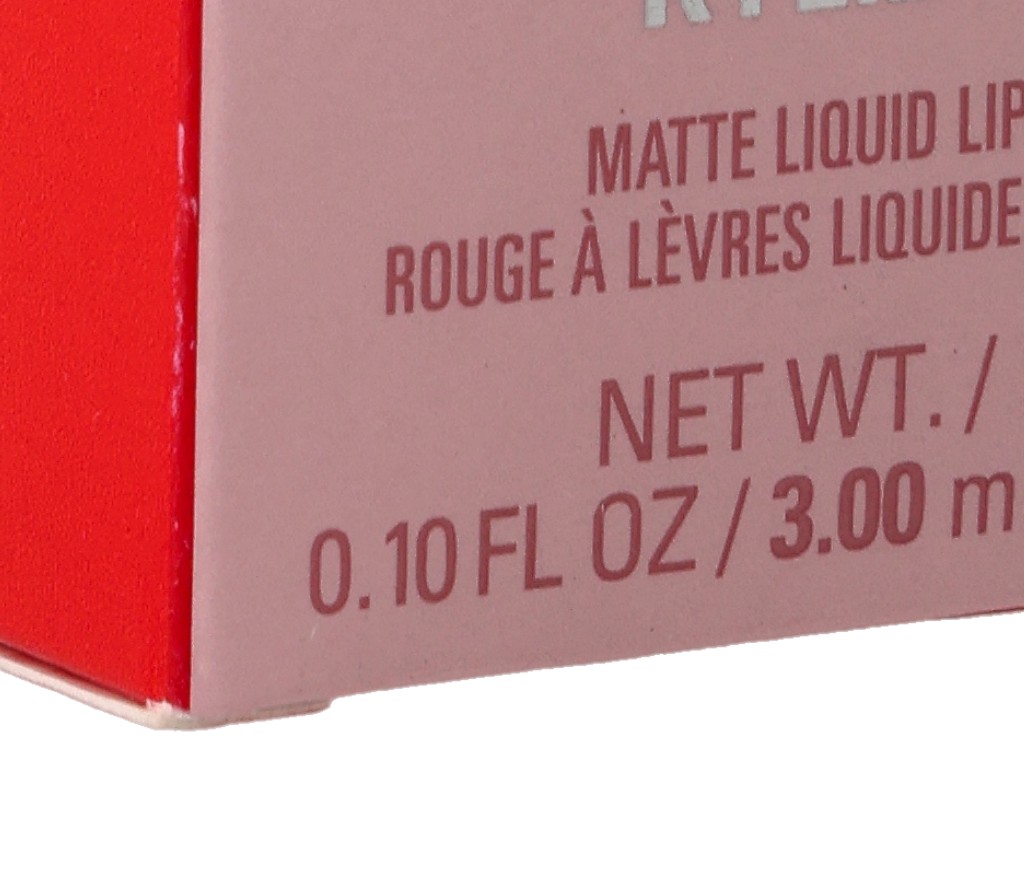 MATTE LIQUID LIP
ROUGE À LÈVRES LIQUIDE
NET WT. /
0.10 FL OZ / 3.00 m